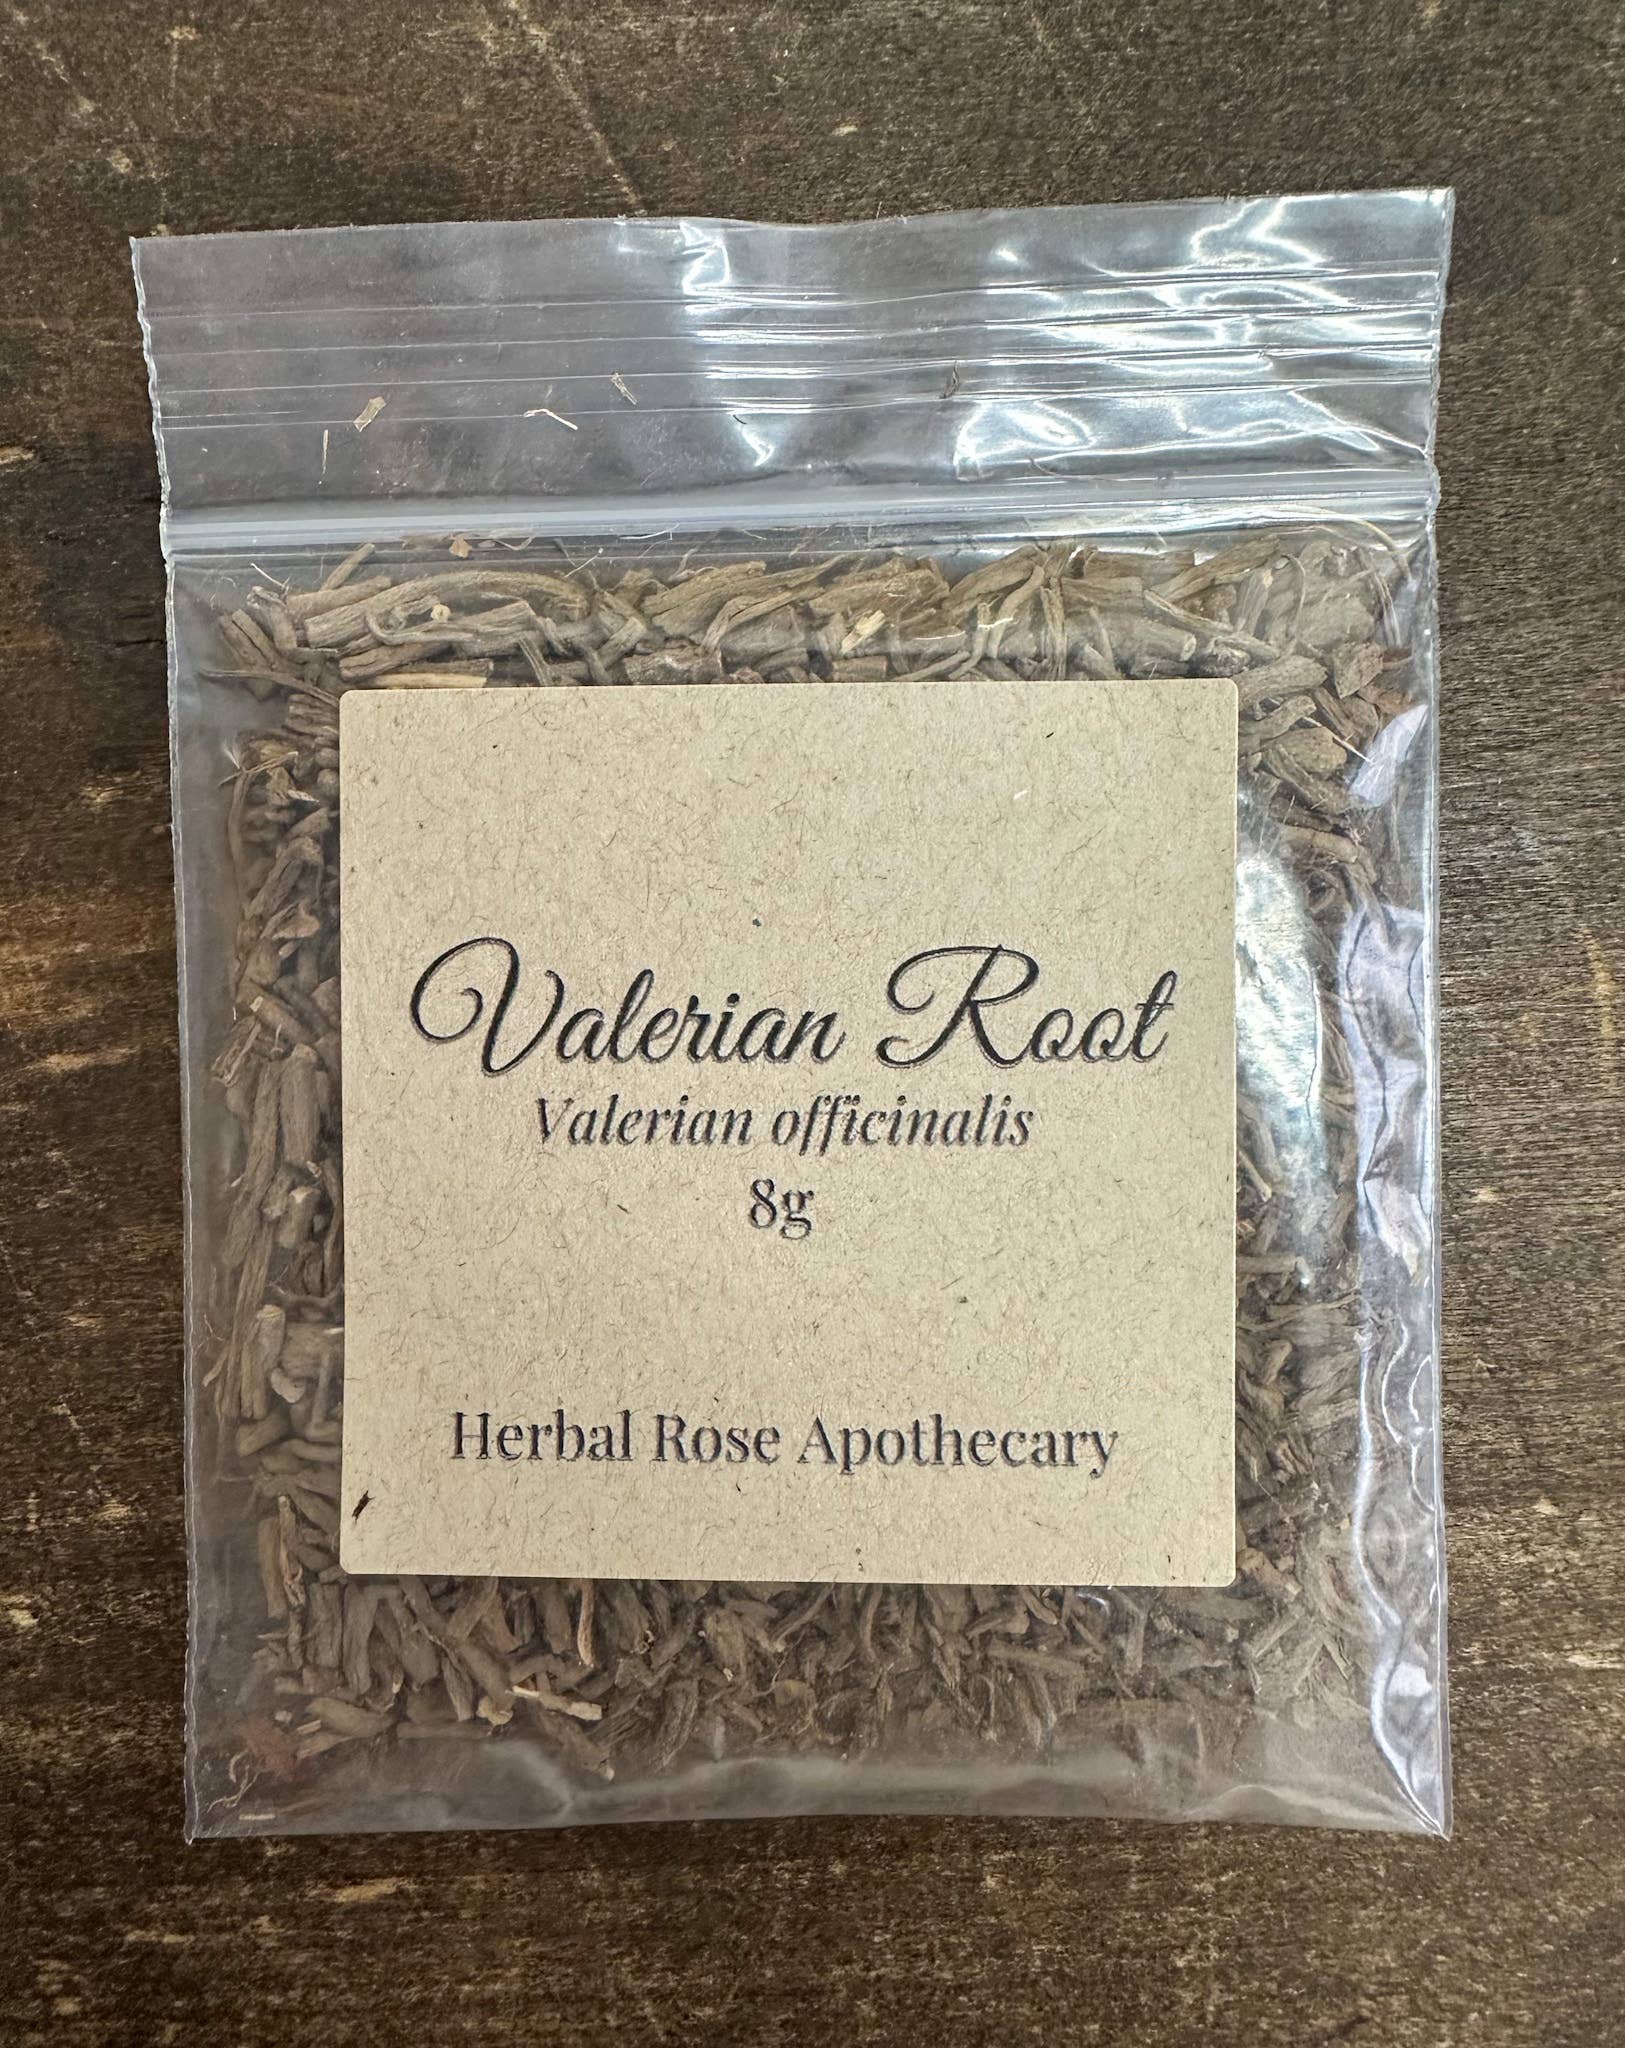 Valerian Root
Valerian officinalis
8g
Herbal Rose Apothecary